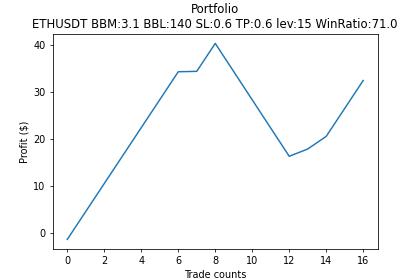 Portfolio
ETHUSDT BBM:3.1 BBL:140 SL:0.6 TP:0.6 lev:15 WinRatio:71.0
40
30
20
10
0
Profit ($)
0 2 4 6 8 10 12 14 16
Trade counts